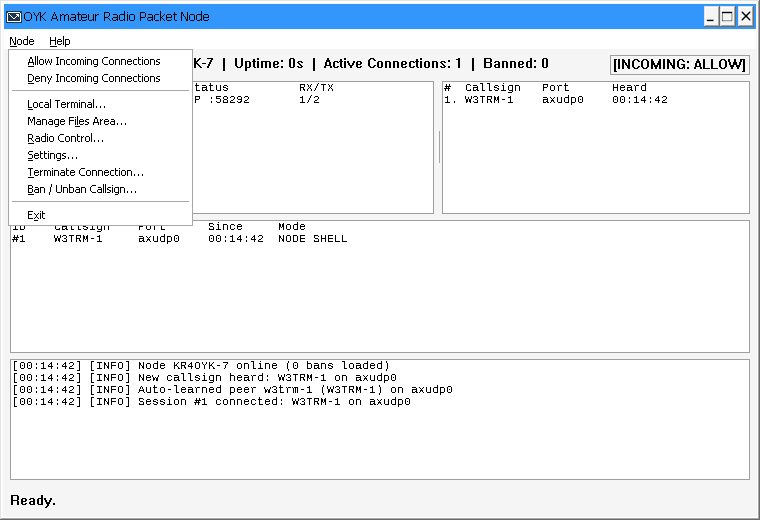 OYK Amateur Radio Packet Node
Node Help
Allow Incoming Connections
Deny Incoming Connections
Local Terminal...
Manage Files Area...
Radio Control...
Settings...
Terminate Connection...
Ban / Unban Callsign...
Exit
K-7 | Uptime: 0s | Active Connections: 1 | Banned: 0
[INCOMING: ALLOW]
tatus RX/TX
P :58292 1/2
# Callsign Port Heard
1. W3TRM-1 axudp0 00:14:42
ID Callsign Port Since Mode
#1 W3TRM-1 axudp0 00:14:42 NODE SHELL
[00:14:42] [INFO] Node KR4OYK-7 online (0 bans loaded)
[00:14:42] [INFO] New callsign heard: W3TRM-1 on axudp0
[00:14:42] [INFO] Auto-learned peer w3trm-1 (W3TRM-1) on axudp0
[00:14:42] [INFO] Session #1 connected: W3TRM-1 on axudp0
Ready.